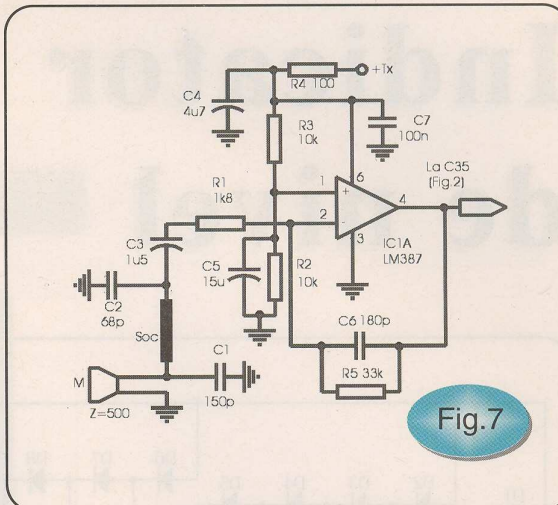 +Tx
R4 100
C4
4u7
R3
10k
C7
100n
La C35
(Fig.2)
R1
1k8
1
+
6
4
2
-
3
IC1A
LM387
C3
1u5
C5
15u
R2
10k
C2
68p
Soc
C6 180p
C1
150p
R5 33k
M
Z=500
Fig.7
Indicator
de nivel